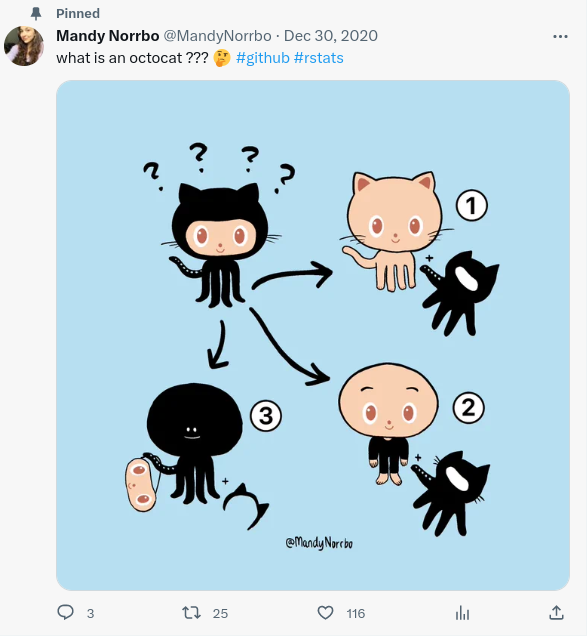 Pinned
Mandy Norrbo @MandyNorrbo · Dec 30, 2020
what is an octocat ??? 🤔 #github #rstats
? ? ? ?
1
+
3
2
+
+
@MandyNorrbo
3 25 116